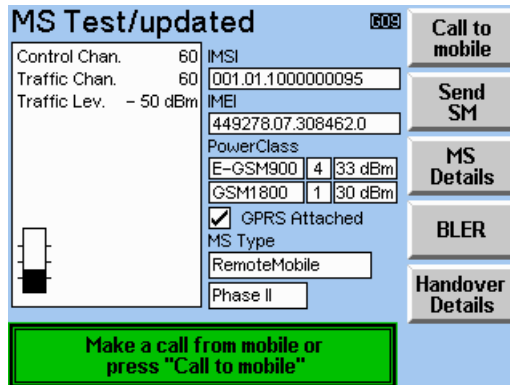 MS Test/updated
G09
Control Chan. 60
Traffic Chan. 60
Traffic Lev. – 50 dBm
IMSI
001.01.1000000095
IMEI
449278.07.308462.0
PowerClass
E–GSM900 4 33 dBm
GSM1800 1 30 dBm
GPRS Attached
MS Type
RemoteMobile
Phase II
Make a call from mobile or
press "Call to mobile"
Call to
mobile
Send
SM
MS
Details
BLER
Handover
Details